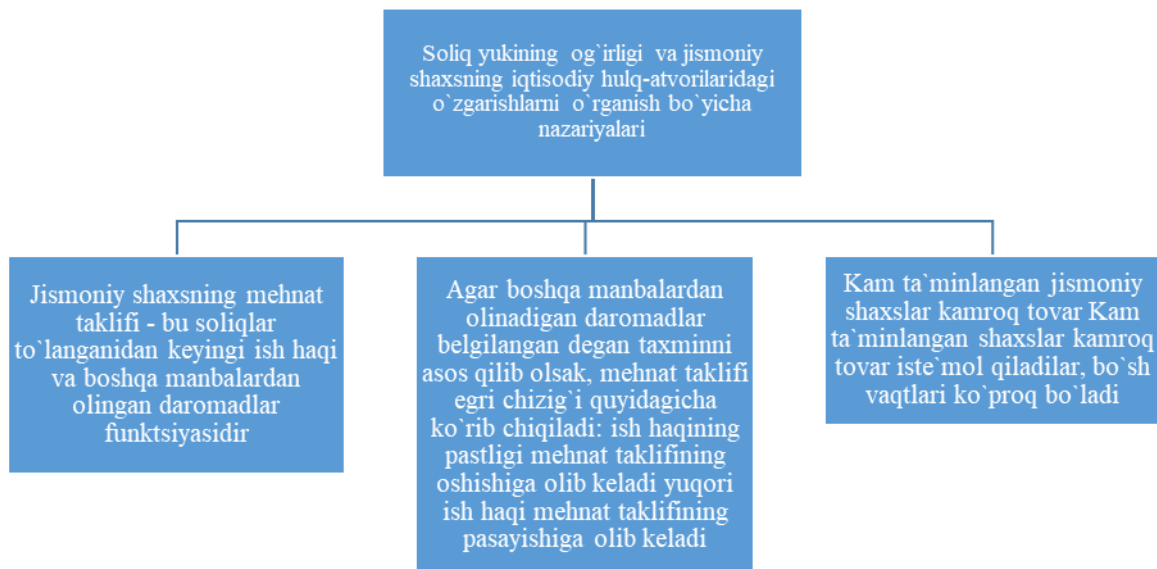 Soliq yukining og`irligi va jismoniy
shaxsning iqtisodiy hulq-atvorilaridagi
o`zgarishlarni o`rganish bo`yicha
nazariyalari
Jismoniy shaxsning mehnat
taklifi - bu soliqlar
to`langanidan keyingi ish haqi
va boshqa manbalardan
olingan daromadlar
funktsiyasidir
Agar boshqa manbalardan
olinadigan daromadlar
belgilangan degan taxminni
asos qilib olsak, mehnat taklifi
egri chizig`i quyidagicha
ko`rib chiqiladi: ish haqining
pastligi mehnat taklifining
oshishiga olib keladi yuqori
ish haqi mehnat taklifining
pasayishiga olib keladi
Kam ta`minlangan jismoniy
shaxslar kamroq tovar Kam
ta`minlangan shaxslar kamroq
tovar iste`mol qiladilar, bo`sh
vaqtlari ko`proq bo`ladi